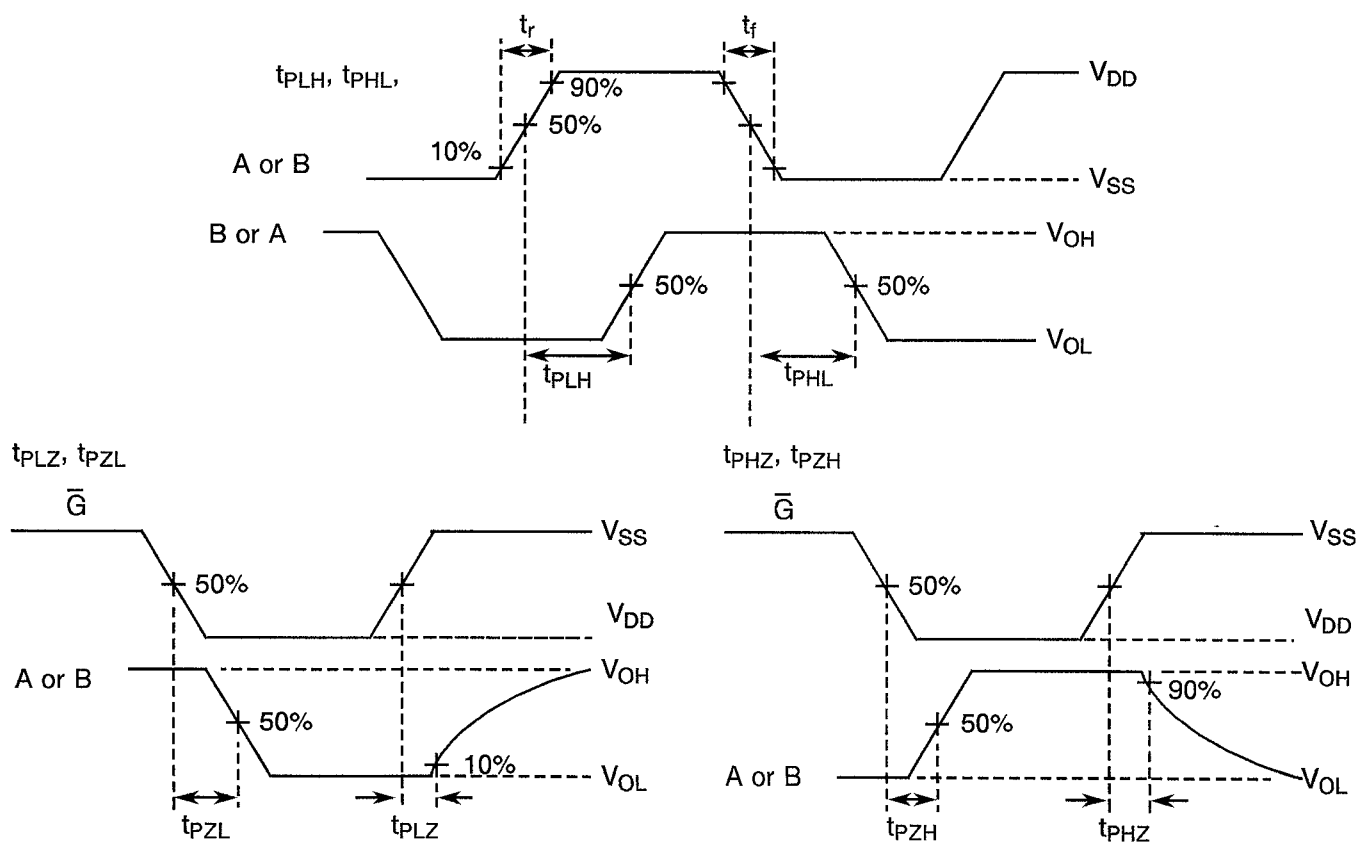 tr
tf
tPLH, tPHL,
90%
VDD
50%
10%
A or B
VSS
B or A
VOH
50%
50%
VOL
tPLH
tPHL
tPLZ, tPZL
G̅
VSS
50%
VDD
A or B
VOH
50%
10%
VOL
tPZL
tPLZ
tPHZ, tPZH
G̅
VSS
50%
VDD
VOH
90%
50%
A or B
VOL
tPZH
tPHZ